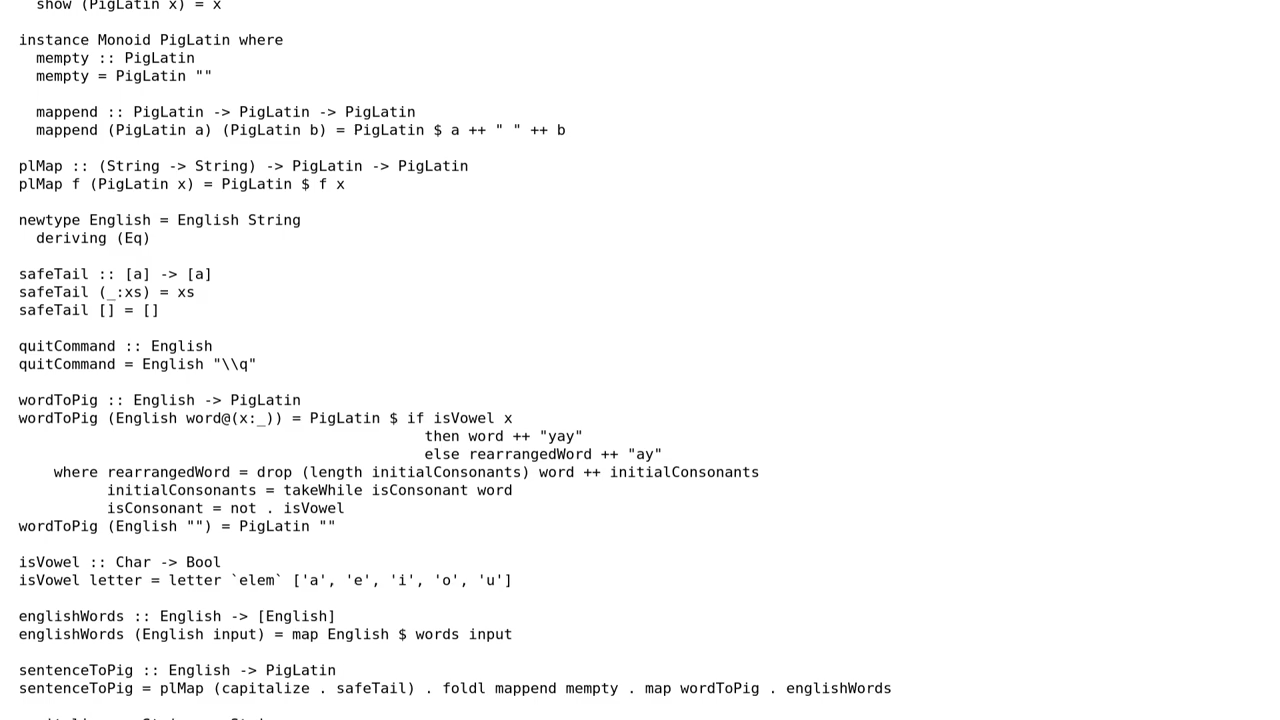 show (PigLatin x) = x
instance Monoid PigLatin where
  mempty :: PigLatin
  mempty = PigLatin ""
  mappend :: PigLatin -> PigLatin -> PigLatin
  mappend (PigLatin a) (PigLatin b) = PigLatin $ a ++ " " ++ b
plMap :: (String -> String) -> PigLatin -> PigLatin
plMap f (PigLatin x) = PigLatin $ f x
newtype English = English String
  deriving (Eq)
safeTail :: [a] -> [a]
safeTail (_:xs) = xs
safeTail [] = []
quitCommand :: English
quitCommand = English "\\q"
wordToPig :: English -> PigLatin
wordToPig (English word@(x:_)) = PigLatin $ if isVowel x
                                              then word ++ "yay"
                                              else rearrangedWord ++ "ay"
    where rearrangedWord = drop (length initialConsonants) word ++ initialConsonants
          initialConsonants = takeWhile isConsonant word
          isConsonant = not . isVowel
wordToPig (English "") = PigLatin ""
isVowel :: Char -> Bool
isVowel letter = letter `elem` ['a', 'e', 'i', 'o', 'u']
englishWords :: English -> [English]
englishWords (English input) = map English $ words input
sentenceToPig :: English -> PigLatin
sentenceToPig = plMap (capitalize . safeTail) . foldl mappend mempty . map wordToPig . englishWords